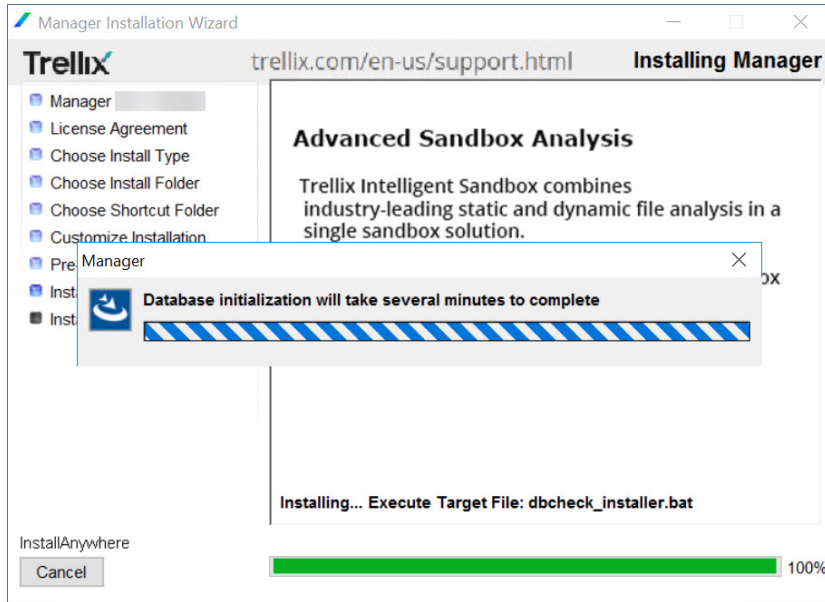 Manager Installation Wizard
Trellix
trellix.com/en-us/support.html
Installing Manager
Manager
License Agreement
Choose Install Type
Choose Install Folder
Choose Shortcut Folder
Customize Installation
Pre
Inst
Inst
Advanced Sandbox Analysis
Trellix Intelligent Sandbox combines
industry-leading static and dynamic file analysis in a
single sandbox solution.
ox
Manager
Database initialization will take several minutes to complete
Installing... Execute Target File: dbcheck_installer.bat
InstallAnywhere
Cancel
100%